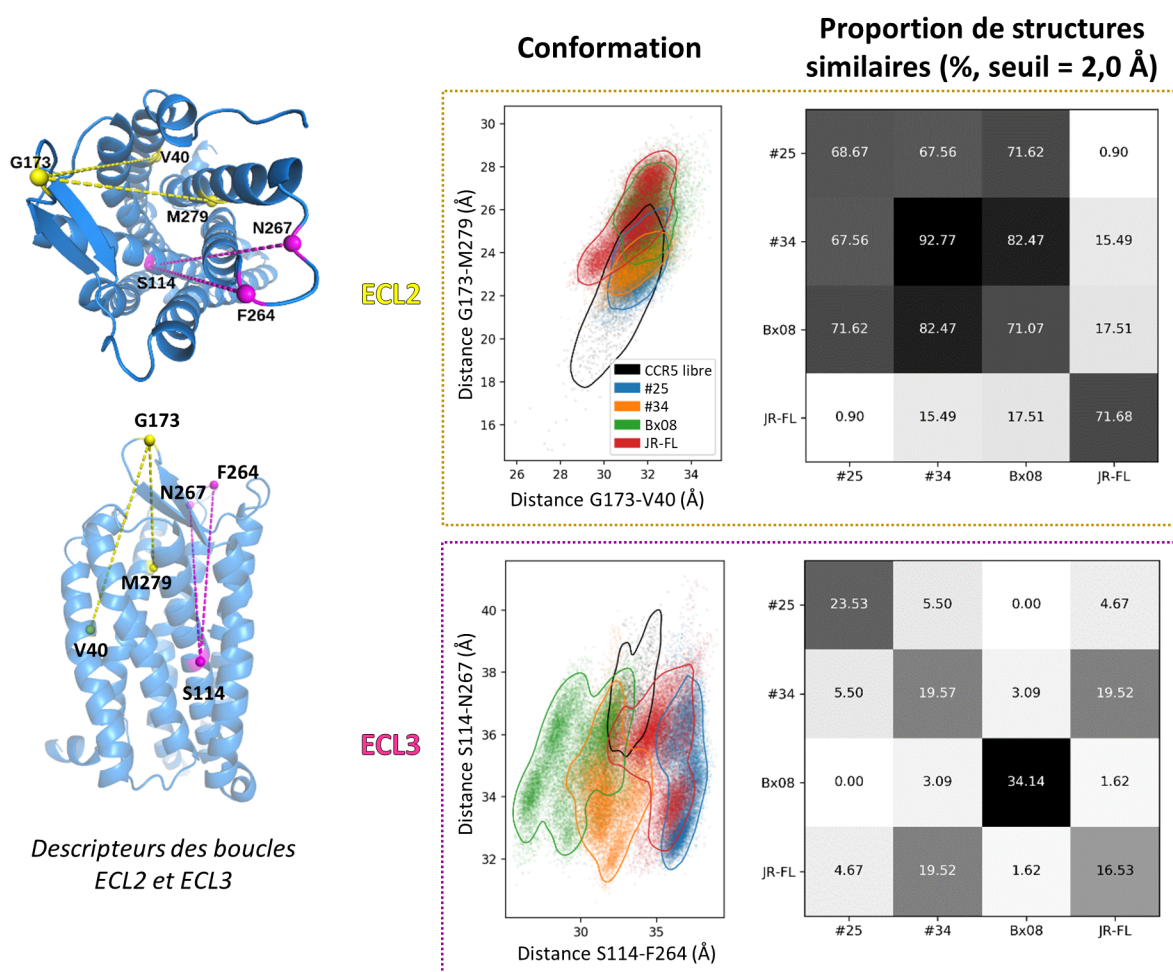 Conformation
Proportion de structures
similaires (%, seuil = 2,0 Å)
G173
V40
M279
N267
S114
F264
G173
F264
N267
M279
V40
S114
Descripteurs des boucles
ECL2 et ECL3
ECL2
Distance G173-M279 (Å)
30
28
26
24
22
20
18
16
26
28
30
32
34
Distance G173-V40 (Å)
CCR5 libre
#25
#34
Bx08
JR-FL
#25
68.67
67.56
71.62
0.90
#34
67.56
92.77
82.47
15.49
Bx08
71.62
82.47
71.07
17.51
JR-FL
0.90
15.49
17.51
71.68
#25
#34
Bx08
JR-FL
ECL3
Distance S114-N267 (Å)
40
38
36
34
32
30
35
Distance S114-F264 (Å)
#25
23.53
5.50
0.00
4.67
#34
5.50
19.57
3.09
19.52
Bx08
0.00
3.09
34.14
1.62
JR-FL
4.67
19.52
1.62
16.53
#25
#34
Bx08
JR-FL